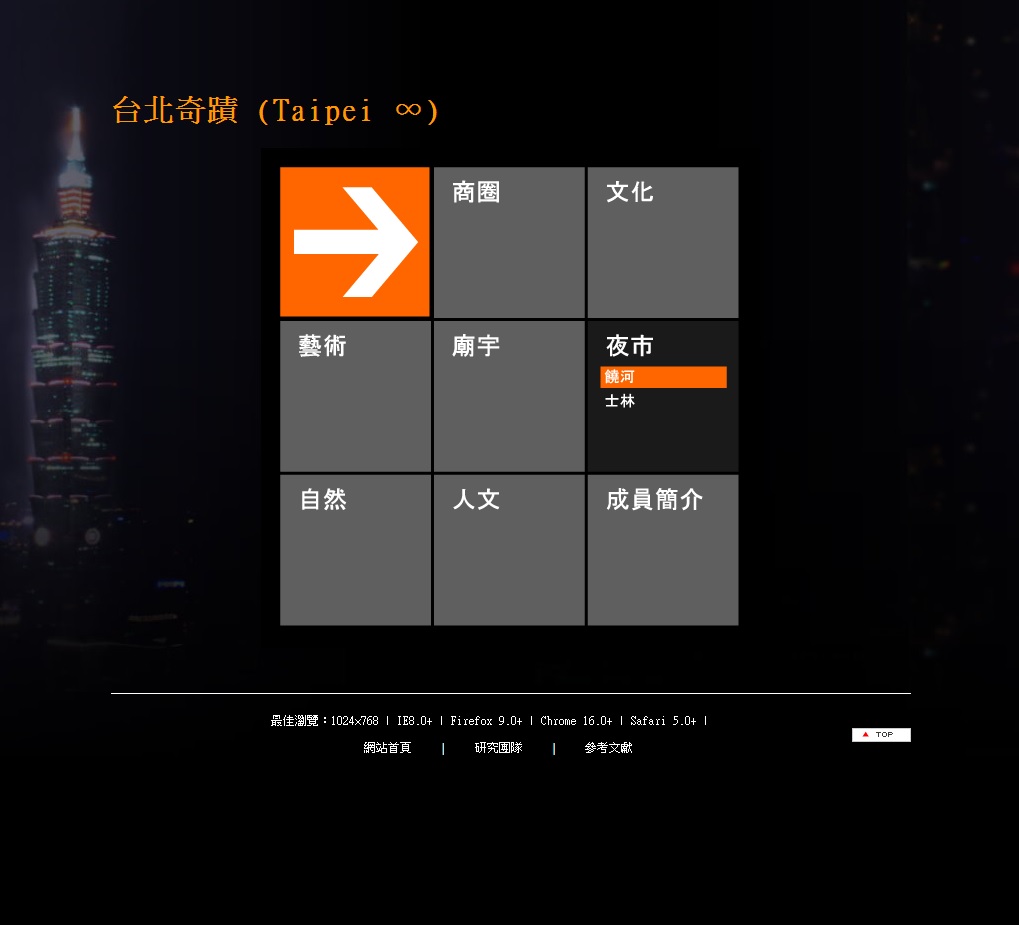 台北奇蹟 (Taipei ∞)
商圈
文化
藝術
廟宇
夜市
饒河
士林
自然
人文
成員簡介
最佳瀏覽：1024x768 | IE8.0+ | Firefox 9.0+ | Chrome 16.0+ | Safari 5.0+ |
網站首頁 | 研究團隊 | 參考文獻
TOP